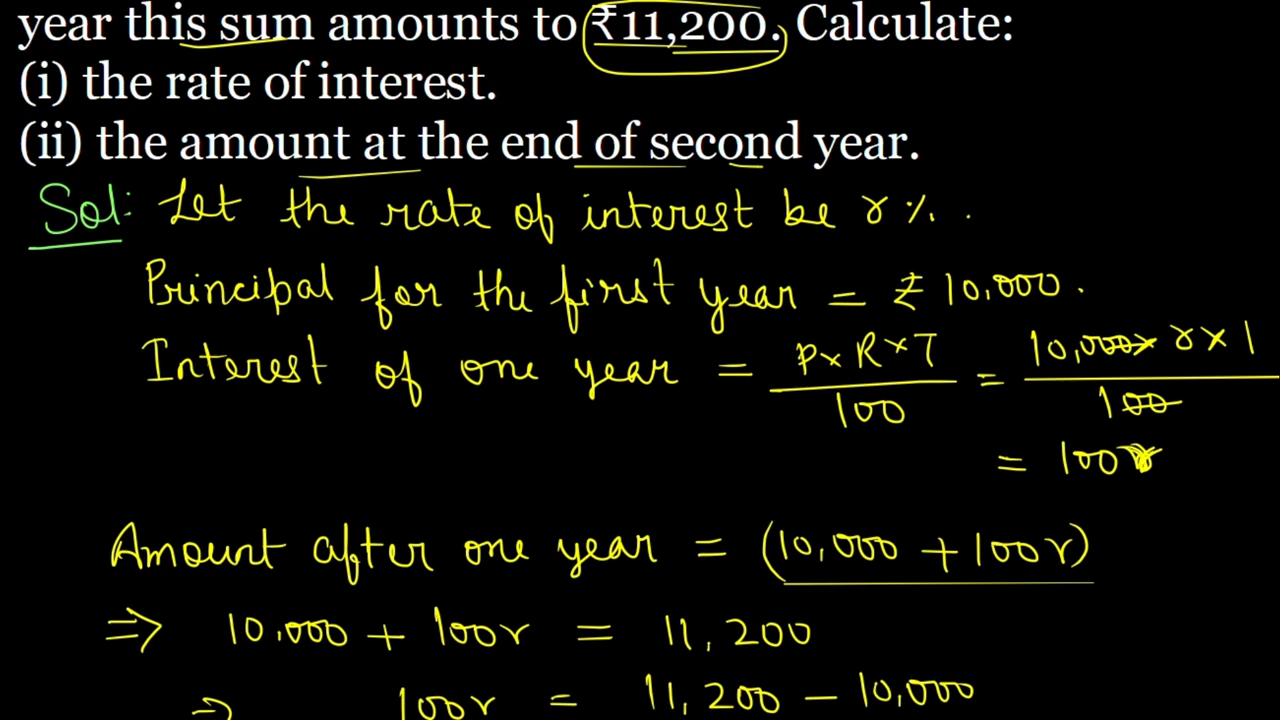 year this sum amounts to ₹11,200. Calculate:
(i) the rate of interest.
(ii) the amount at the end of second year.
Sol: Let the rate of interest be r %.
Principal for the first year = ₹ 10,000.
Interest of one year = P × R × T / 100 = 10,000 × r × 1 / 100
= 100r
Amount after one year = (10,000 + 100r)
⇒ 10,000 + 100r = 11,200
⇒ 100r = 11,200 – 10,000